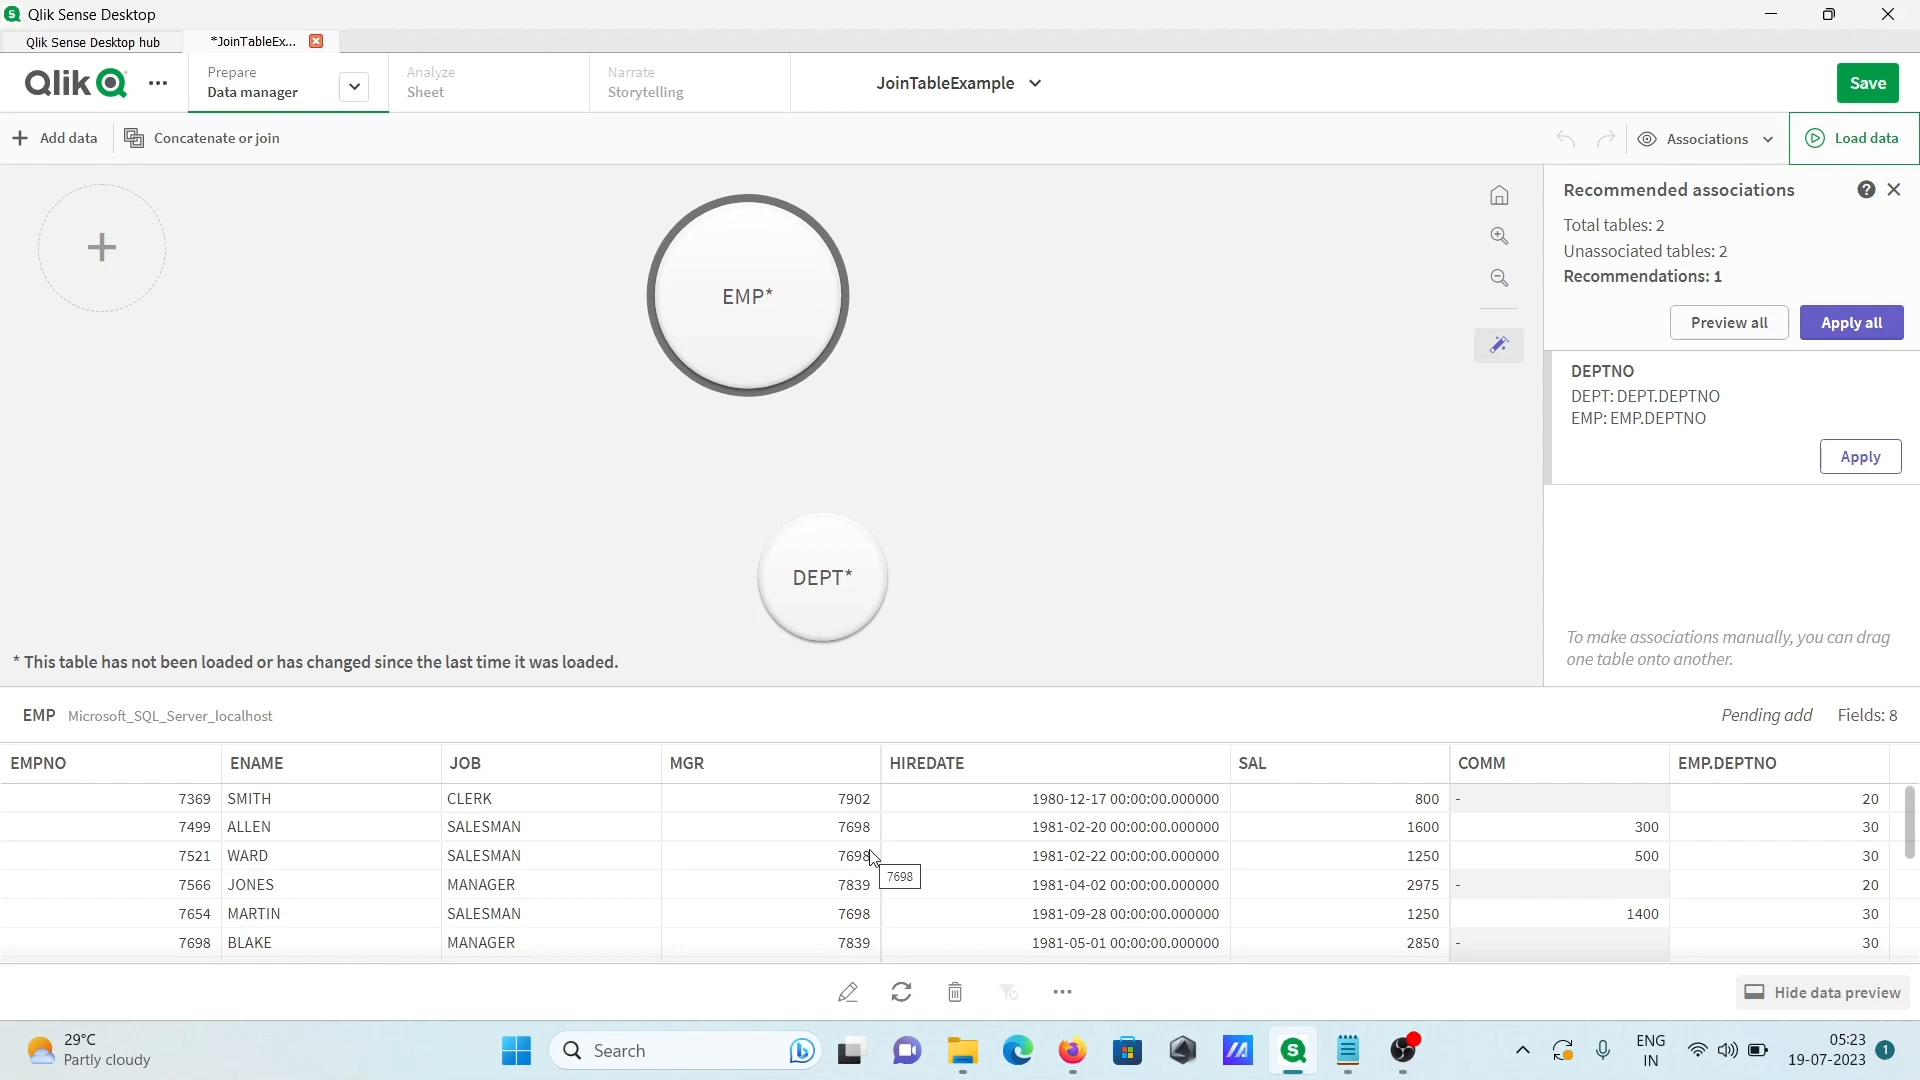 Qlik Sense Desktop
Qlik Sense Desktop hub
*JoinTableEx...
Qlik
Prepare
Data manager
Analyze
Sheet
Narrate
Storytelling
JoinTableExample
Save
Add data
Concatenate or join
Associations
Load data
EMP*
DEPT*
* This table has not been loaded or has changed since the last time it was loaded.
Recommended associations
Total tables: 2
Unassociated tables: 2
Recommendations: 1
Preview all
Apply all
DEPTNO
DEPT: DEPT.DEPTNO
EMP: EMP.DEPTNO
Apply
To make associations manually, you can drag
one table onto another.
EMP Microsoft_SQL_Server_localhost
Pending add Fields: 8
EMPNO ENAME JOB MGR HIREDATE SAL COMM EMP.DEPTNO
7369 SMITH CLERK 7902 1980-12-17 00:00:00.000000 800 - 20
7499 ALLEN SALESMAN 7698 1981-02-20 00:00:00.000000 1600 300 30
7521 WARD SALESMAN 7698 1981-02-22 00:00:00.000000 1250 500 30
7698
7566 JONES MANAGER 7839 1981-04-02 00:00:00.000000 2975 - 20
7654 MARTIN SALESMAN 7698 1981-09-28 00:00:00.000000 1250 1400 30
7698 BLAKE MANAGER 7839 1981-05-01 00:00:00.000000 2850 - 30
Hide data preview
29°C
Partly cloudy
Search
ENG
IN
05:23
19-07-2023
1